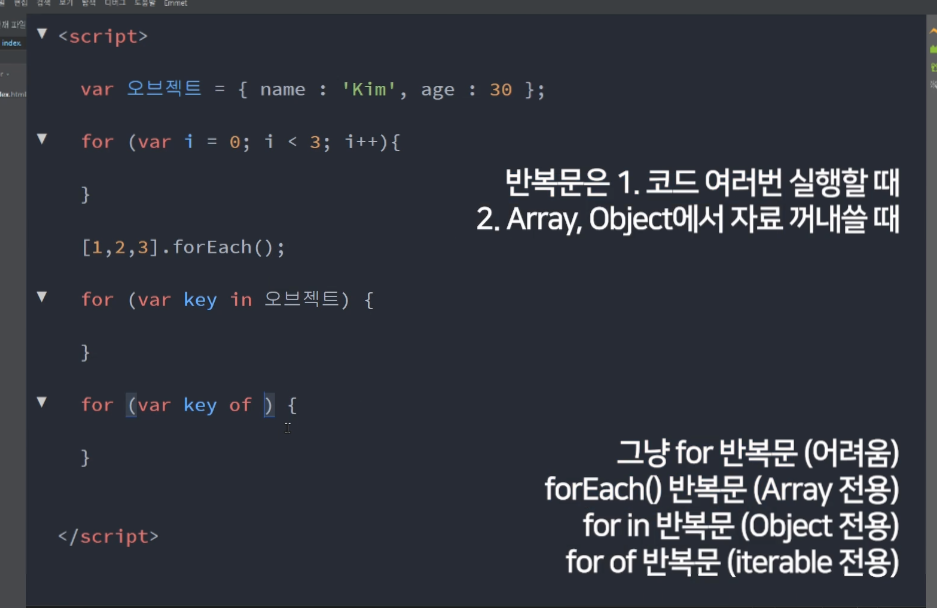 편집 검색 보기 탐색 디버그 도움말 Emmet
index.
<script>
var 오브젝트 = { name : 'Kim', age : 30 };
for (var i = 0; i < 3; i++){
}
반복문은 1. 코드 여러번 실행할 때
2. Array, Object에서 자료 꺼내쓸 때
[1,2,3].forEach();
for (var key in 오브젝트) {
}
for (var key of ) {
}
그냥 for 반복문 (어려움)
forEach() 반복문 (Array 전용)
for in 반복문 (Object 전용)
for of 반복문 (iterable 전용)
</script>